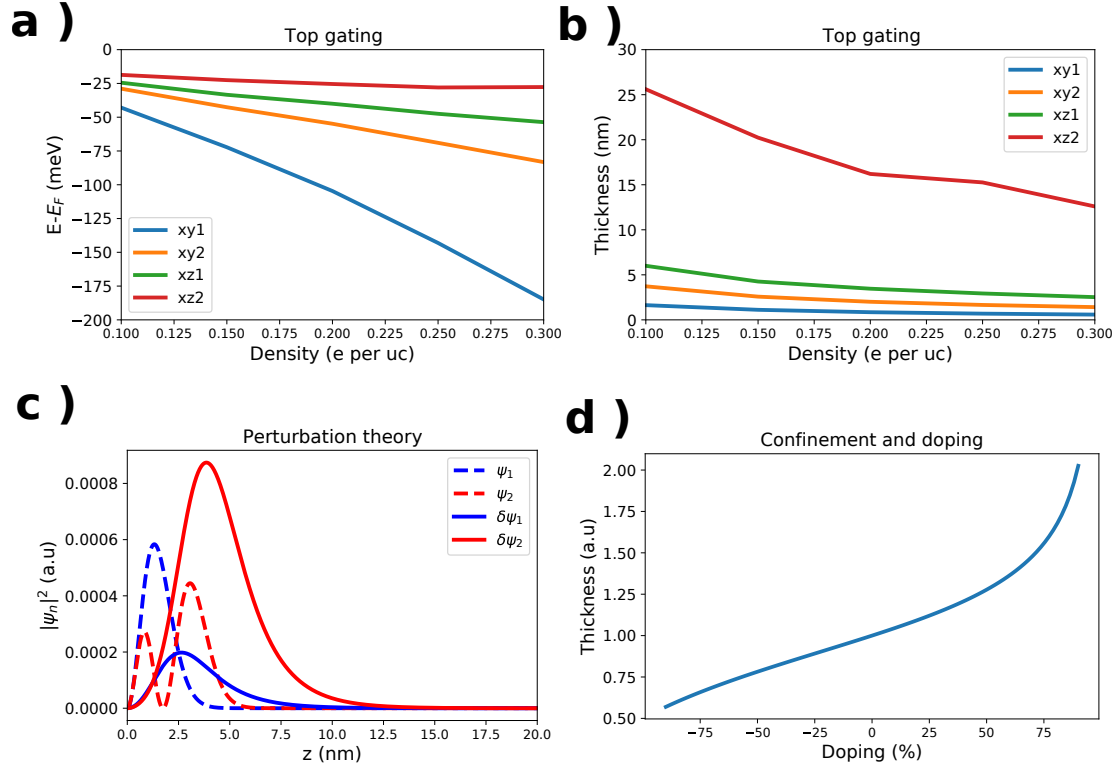 a )
Top gating
E-E_F (meV)
0
−25
−50
−75
−100
−125
−150
−175
−200
xy1
xy2
xz1
xz2
0.100 0.125 0.150 0.175 0.200 0.225 0.250 0.275 0.300
Density (e per uc)
b )
Top gating
Thickness (nm)
30
25
20
15
10
5
0
xy1
xy2
xz1
xz2
0.100 0.125 0.150 0.175 0.200 0.225 0.250 0.275 0.300
Density (e per uc)
c )
Perturbation theory
|ψ_n|² (a.u)
0.0008
0.0006
0.0004
0.0002
0.0000
ψ₁
ψ₂
δψ₁
δψ₂
0.0 2.5 5.0 7.5 10.0 12.5 15.0 17.5 20.0
z (nm)
d )
Confinement and doping
Thickness (a.u)
2.00
1.75
1.50
1.25
1.00
0.75
0.50
−75 −50 −25 0 25 50 75
Doping (%)